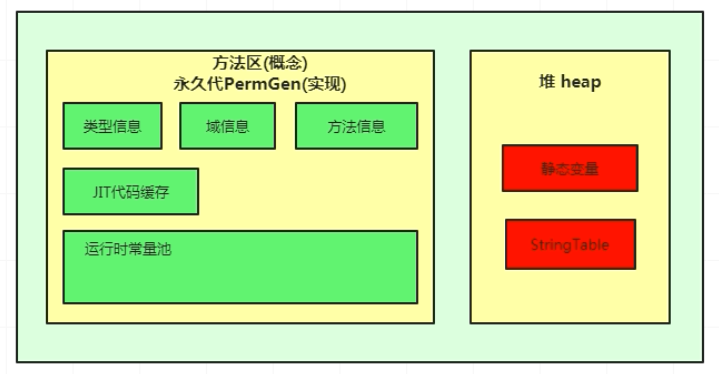 方法区(概念)
永久代PermGen(实现)
类型信息
域信息
方法信息
JIT代码缓存
运行时常量池
堆 heap
静态变量
StringTable